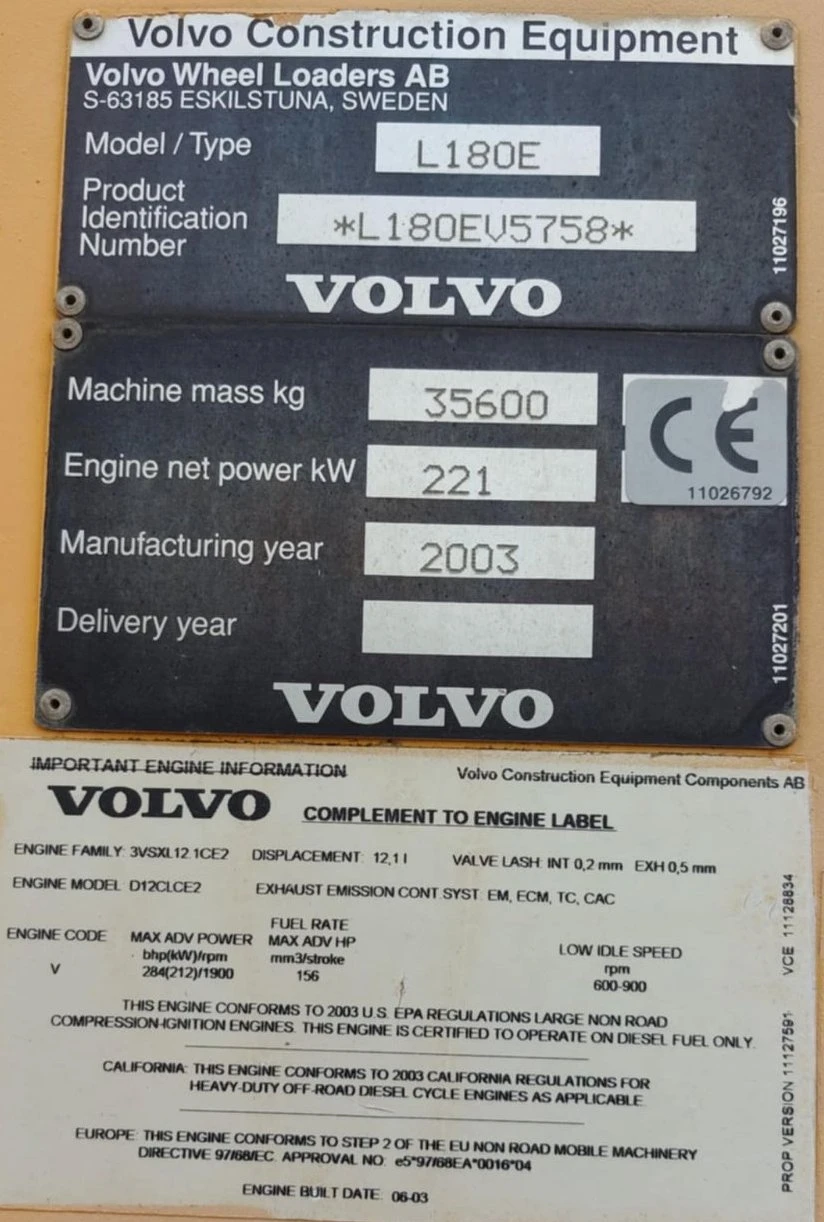 Volvo Construction Equipment
Volvo Wheel Loaders AB
S-63185 ESKILSTUNA, SWEDEN
Model / Type L180E
Product
Identification
Number *L180EV5758*
11027196
VOLVO
Machine mass kg 35600
CE
11026792
Engine net power kW 221
Manufacturing year 2003
Delivery year
11027201
VOLVO
IMPORTANT ENGINE INFORMATION Volvo Construction Equipment Components AB
VOLVO COMPLEMENT TO ENGINE LABEL
ENGINE FAMILY: 3VSXL12.1CE2 DISPLACEMENT: 12,1 l VALVE LASH: INT 0,2 mm EXH 0,5 mm
ENGINE MODEL: D12CLCE2 EXHAUST EMISSION CONT.SYST: EM, ECM, TC, CAC
ENGINE CODE MAX ADV POWER FUEL RATE LOW IDLE SPEED
bhp(kW)/rpm MAX ADV HP rpm
mm3/stroke
V 284(212)/1900 156 600-900
THIS ENGINE CONFORMS TO 2003 U.S. EPA REGULATIONS LARGE NON ROAD
COMPRESSION-IGNITION ENGINES. THIS ENGINE IS CERTIFIED TO OPERATE ON DIESEL FUEL ONLY.
CALIFORNIA: THIS ENGINE CONFORMS TO 2003 CALIFORNIA REGULATIONS FOR
HEAVY-DUTY OFF-ROAD DIESEL CYCLE ENGINES AS APPLICABLE
EUROPE: THIS ENGINE CONFORMS TO STEP 2 OF THE EU NON ROAD MOBILE MACHINERY
DIRECTIVE 97/68/EC. APPROVAL NO: e5*97/68EA*0016*04
ENGINE BUILT DATE: 06-03
PROP VERSION 11127591 VCE 11128834